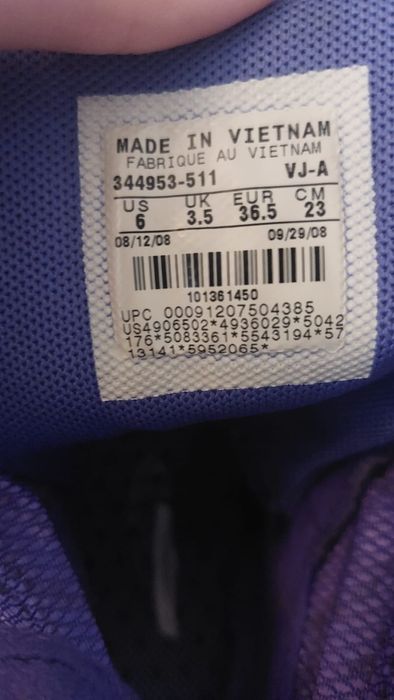 MADE IN VIETNAM
FABRIQUE AU VIETNAM
344953-511 VJ-A
US UK EUR CM
6 3.5 36.5 23
08/12/08 09/29/08
101361450
UPC 00091207504385
US4906502*4936029*5042
176*5083361*5543194*57
13141*5952065*